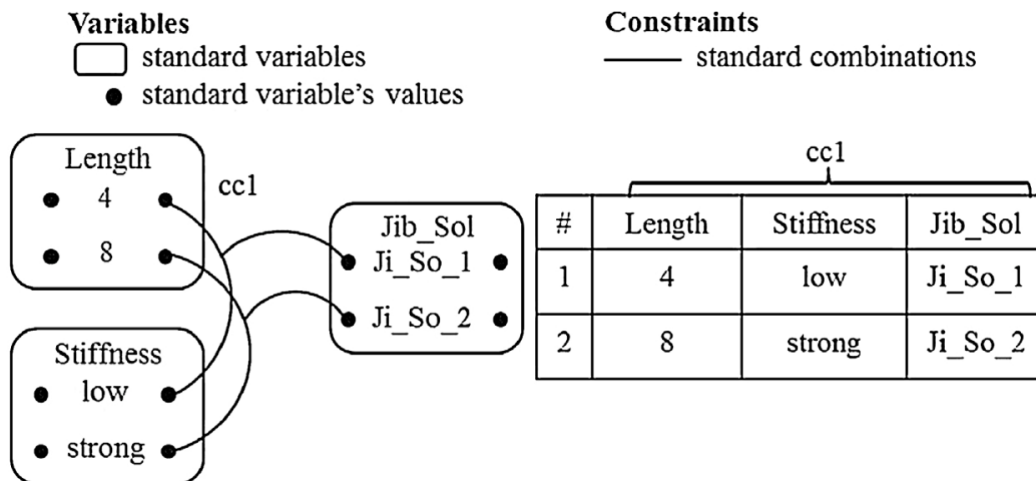 Variables
standard variables
standard variable's values
Constraints
standard combinations
Length
4
8
cc1
Stiffness
low
strong
Jib_Sol
Ji_So_1
Ji_So_2
cc1
# Length Stiffness Jib_Sol
1 4 low Ji_So_1
2 8 strong Ji_So_2